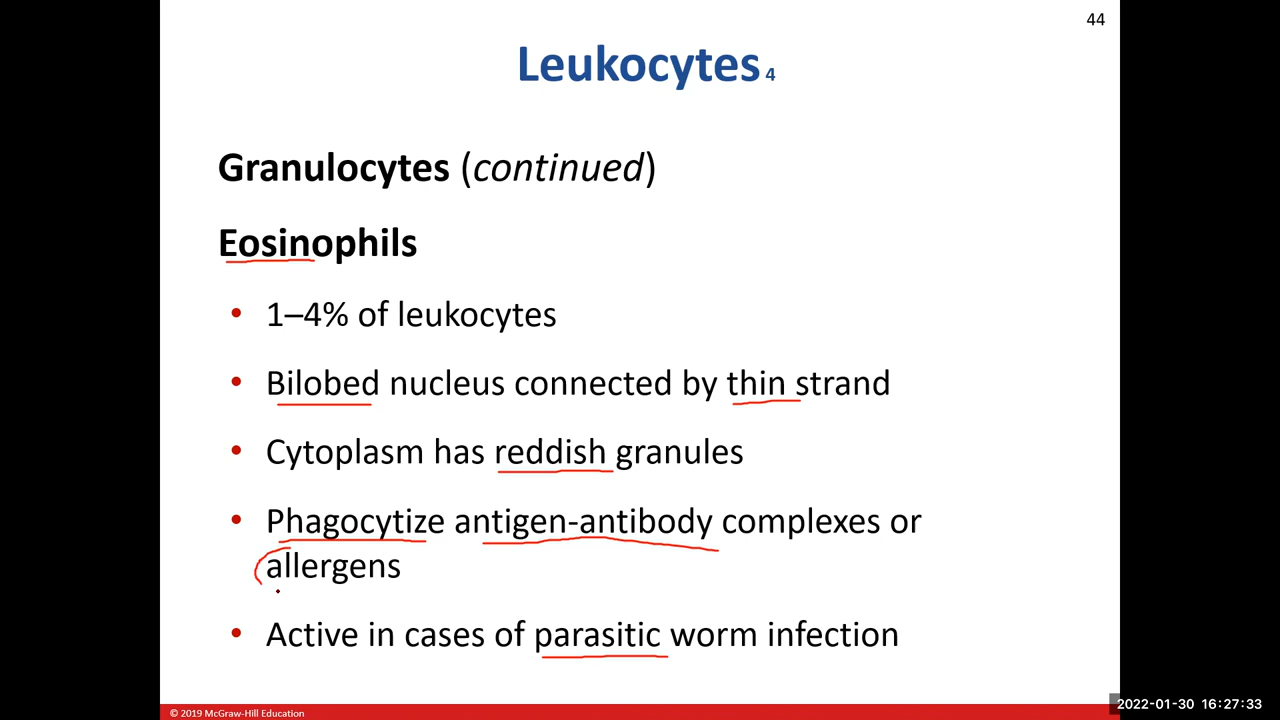 44
Leukocytes 4
Granulocytes (continued)
Eosinophils
• 1–4% of leukocytes
• Bilobed nucleus connected by thin strand
• Cytoplasm has reddish granules
• Phagocytize antigen-antibody complexes or
allergens
• Active in cases of parasitic worm infection
© 2019 McGraw-Hill Education
2022-01-30 16:27:33